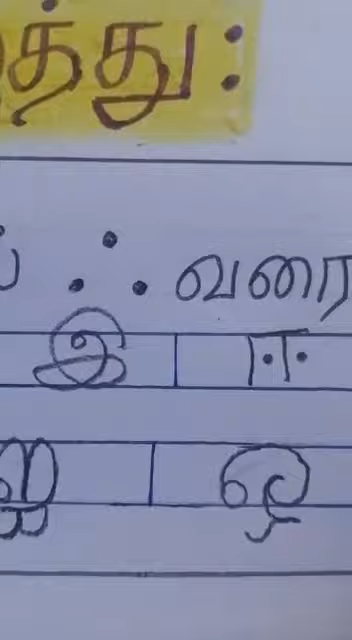 த்து:
ஃ வரை
இ ஈ
ஐ ஒ